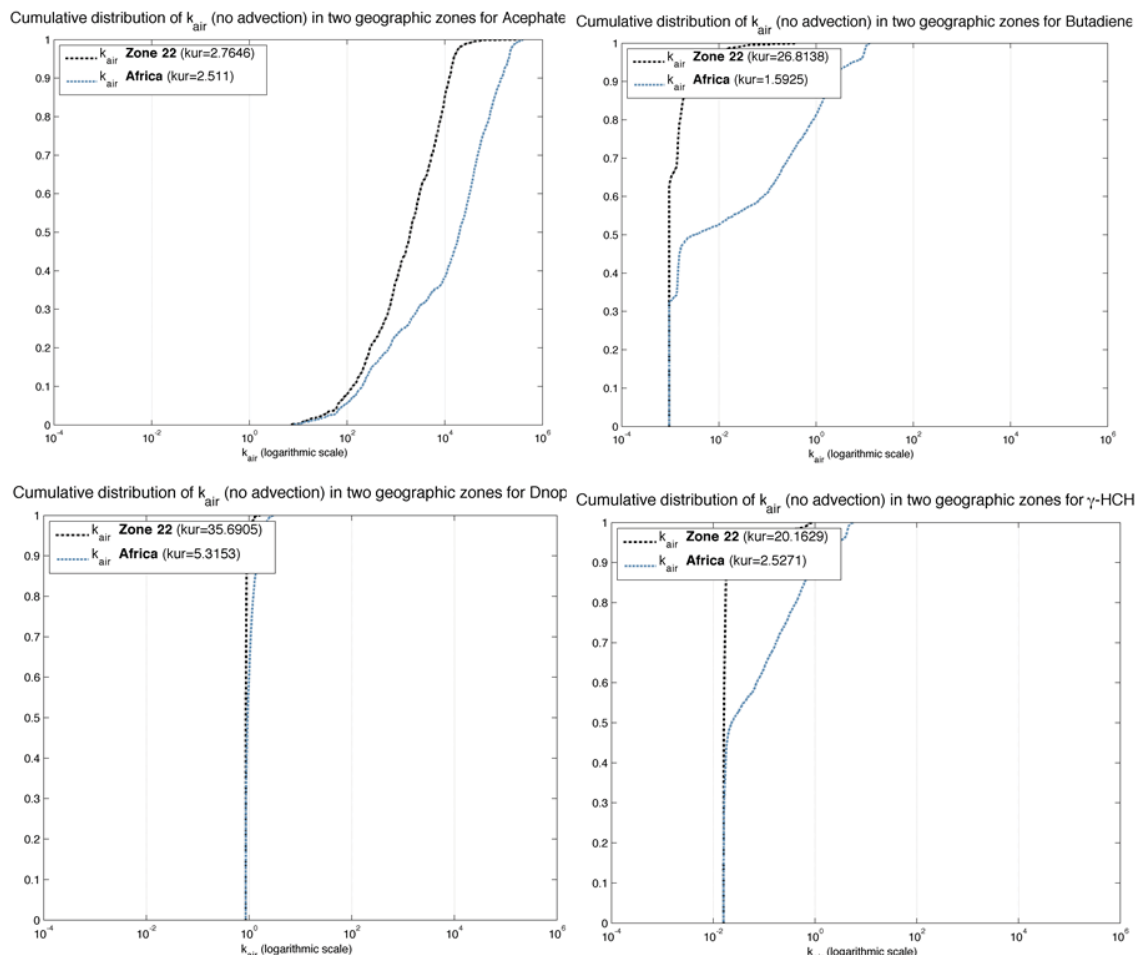 Cumulative distribution of k_air (no advection) in two geographic zones for Acephate
k_air Zone 22 (kur=2.7646)
k_air Africa (kur=2.511)
1
0.9
0.8
0.7
0.6
0.5
0.4
0.3
0.2
0.1
0
10^-4 10^-2 10^0 10^2 10^4 10^6
k_air (logarithmic scale)
Cumulative distribution of k_air (no advection) in two geographic zones for Butadiene
k_air Zone 22 (kur=26.8138)
k_air Africa (kur=1.5925)
1
0.9
0.8
0.7
0.6
0.5
0.4
0.3
0.2
0.1
0
10^-4 10^-2 10^0 10^2 10^4 10^6
k_air (logarithmic scale)
Cumulative distribution of k_air (no advection) in two geographic zones for Dnop
k_air Zone 22 (kur=35.6905)
k_air Africa (kur=5.3153)
1
0.9
0.8
0.7
0.6
0.5
0.4
0.3
0.2
0.1
0
10^-4 10^-2 10^0 10^2 10^4 10^6
k_air (logarithmic scale)
Cumulative distribution of k_air (no advection) in two geographic zones for γ-HCH
k_air Zone 22 (kur=20.1629)
k_air Africa (kur=2.5271)
1
0.9
0.8
0.7
0.6
0.5
0.4
0.3
0.2
0.1
0
10^-4 10^-2 10^0 10^2 10^4 10^6
k (logarithmic scale)